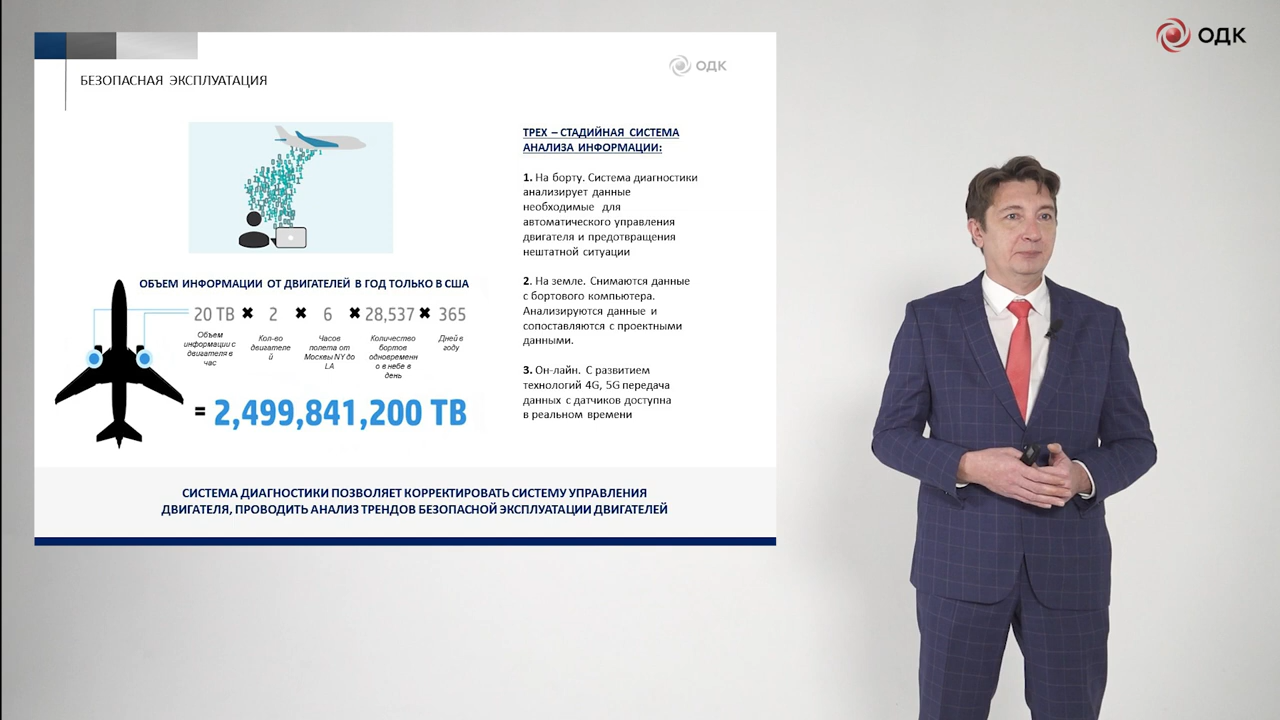 ОДК
ОДК
БЕЗОПАСНАЯ ЭКСПЛУАТАЦИЯ
ТРЕХ – СТАДИЙНАЯ СИСТЕМА
АНАЛИЗА ИНФОРМАЦИИ:
1. На борту. Система диагностики
анализирует данные
необходимые для
автоматического управления
двигателя и предотвращения
нештатной ситуации
2. На земле. Снимаются данные
с бортового компьютера.
Анализируются данные и
сопоставляются с проектными
данными.
3. Он-лайн. С развитием
технологий 4G, 5G передача
данных с датчиков доступна
в реальном времени
ОБЪЕМ ИНФОРМАЦИИ ОТ ДВИГАТЕЛЕЙ В ГОД ТОЛЬКО В США
20 TB ✖ 2 ✖ 6 ✖ 28,537 ✖ 365
Объем
информации с
двигателя в
час
Кол-во
двигателе
й
Часов
полета от
Москвы NY до
LA
Количество
бортов
одновременн
о в небе в
день
Дней в
году
= 2,499,841,200 TB
СИСТЕМА ДИАГНОСТИКИ ПОЗВОЛЯЕТ КОРРЕКТИРОВАТЬ СИСТЕМУ УПРАВЛЕНИЯ
ДВИГАТЕЛЯ, ПРОВОДИТЬ АНАЛИЗ ТРЕНДОВ БЕЗОПАСНОЙ ЭКСПЛУАТАЦИИ ДВИГАТЕЛЕЙ